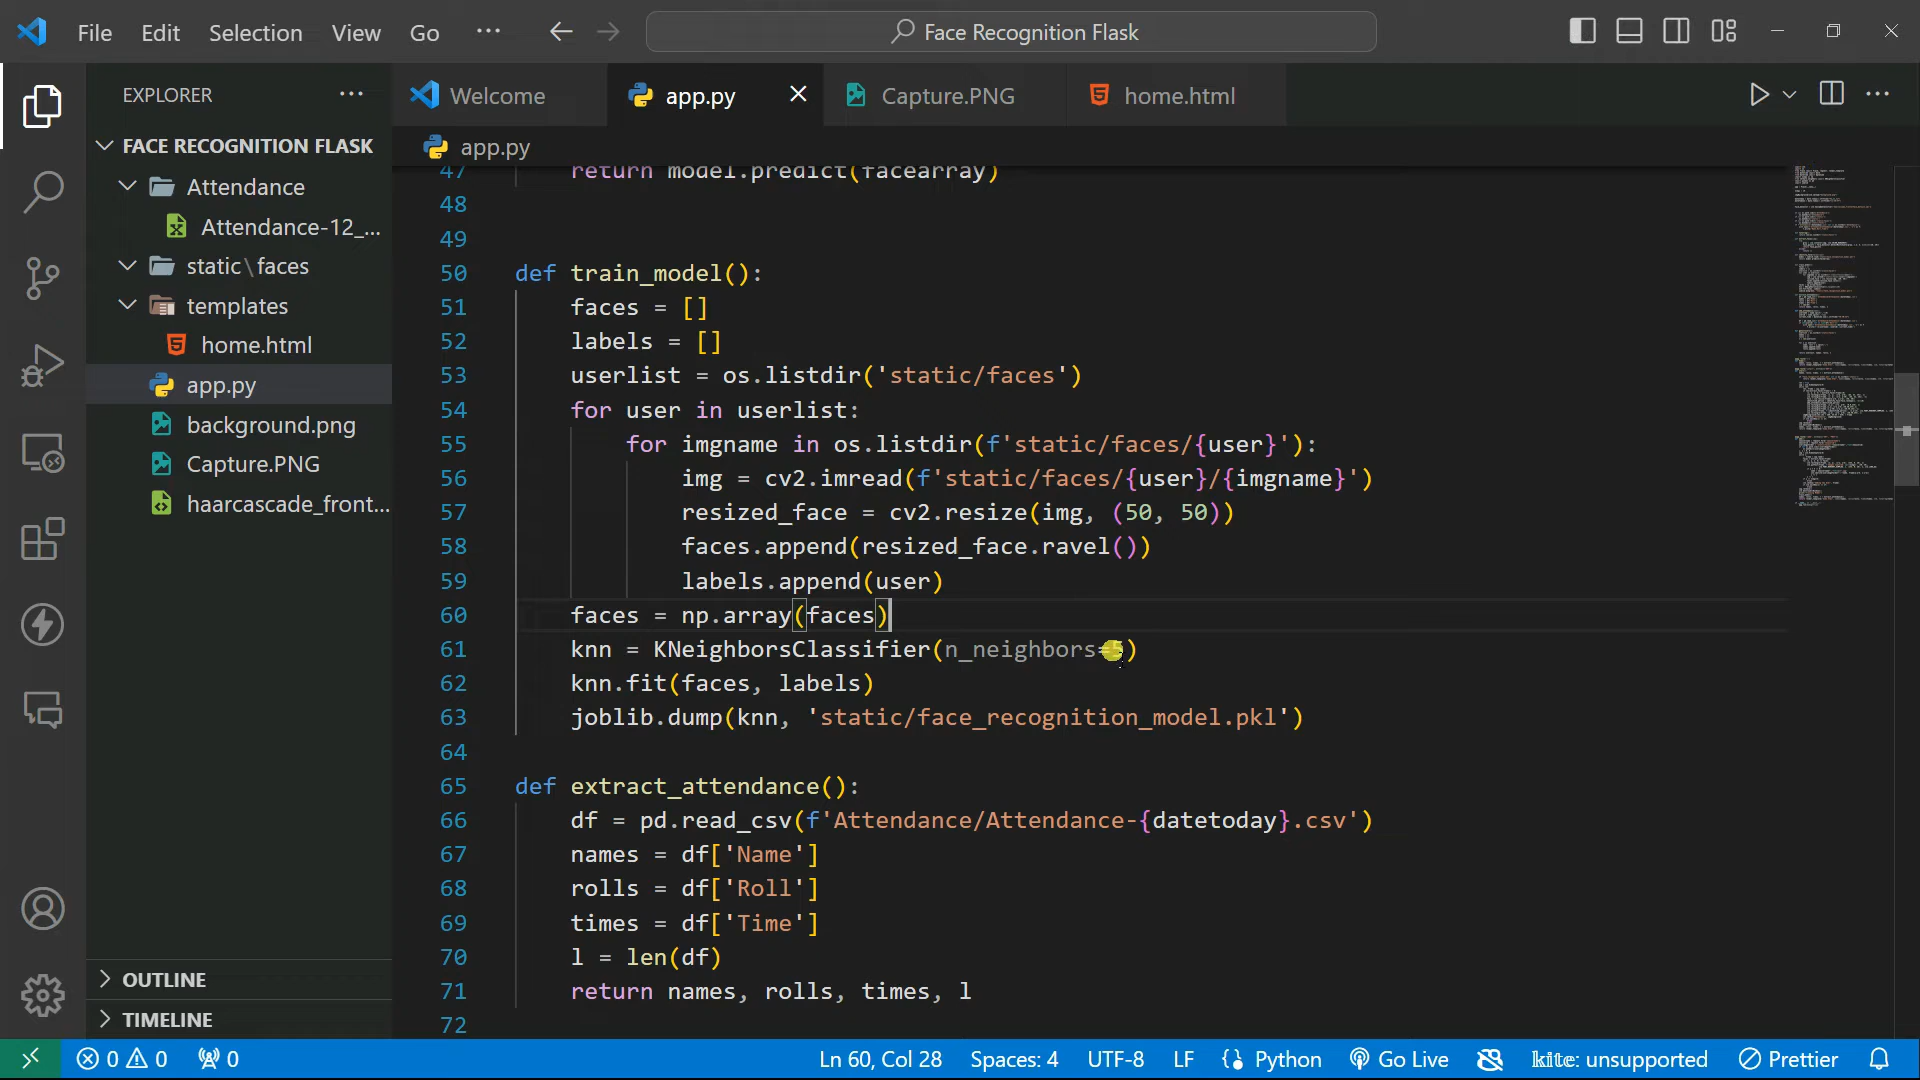 File Edit Selection View Go ··· Face Recognition Flask
EXPLORER ···
FACE RECOGNITION FLASK
Attendance
Attendance-12_...
static\faces
templates
home.html
app.py
background.png
Capture.PNG
haarcascade_front...
OUTLINE
TIMELINE
Welcome app.py Capture.PNG home.html
app.py
47 return model.predict(facearray)
48
49
50 def train_model():
51 faces = []
52 labels = []
53 userlist = os.listdir('static/faces')
54 for user in userlist:
55 for imgname in os.listdir(f'static/faces/{user}'):
56 img = cv2.imread(f'static/faces/{user}/{imgname}')
57 resized_face = cv2.resize(img, (50, 50))
58 faces.append(resized_face.ravel())
59 labels.append(user)
60 faces = np.array(faces)
61 knn = KNeighborsClassifier(n_neighbors=5)
62 knn.fit(faces, labels)
63 joblib.dump(knn, 'static/face_recognition_model.pkl')
64
65 def extract_attendance():
66 df = pd.read_csv(f'Attendance/Attendance-{datetoday}.csv')
67 names = df['Name']
68 rolls = df['Roll']
69 times = df['Time']
70 l = len(df)
71 return names, rolls, times, l
72
0 0 0 Ln 60, Col 28 Spaces: 4 UTF-8 LF Python Go Live kite: unsupported Prettier